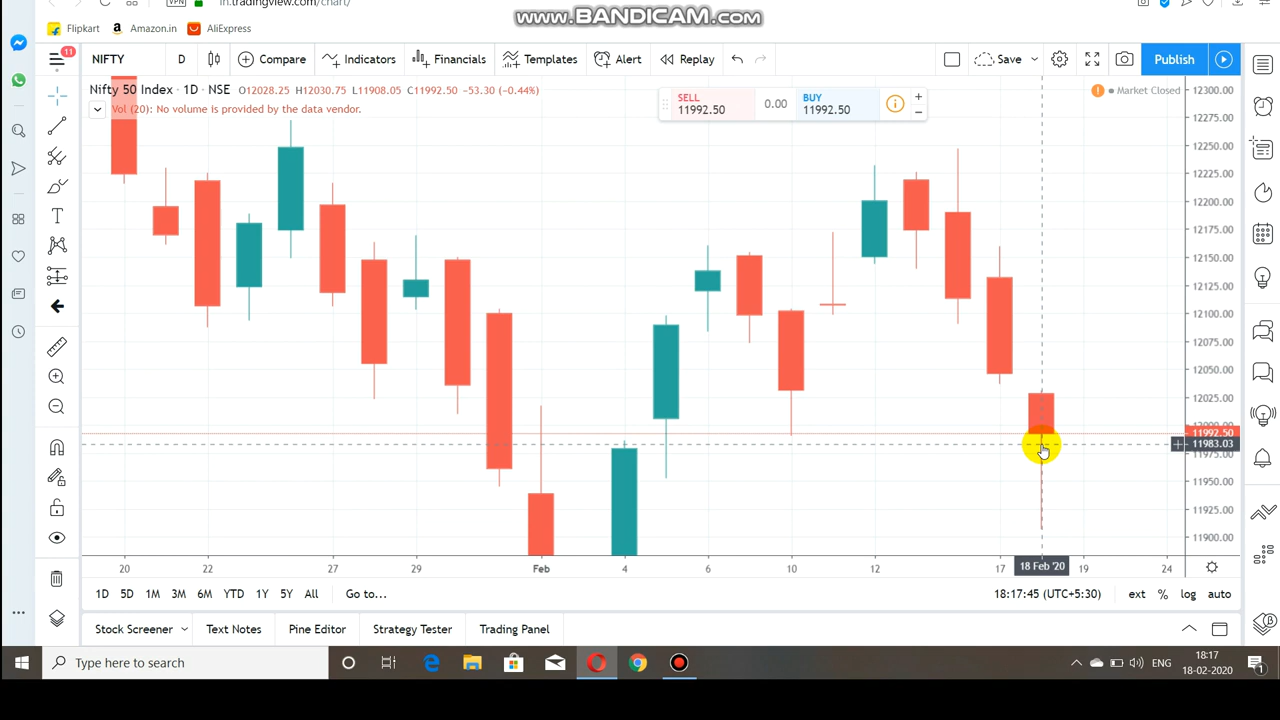 in.tradingview.com/chart/
www.BANDICAM.com
VPN
Flipkart
Amazon.in
AliExpress
11
NIFTY
D
Compare
Indicators
Financials
Templates
Alert
Replay
Save
Publish
Nifty 50 Index · 1D · NSE O12028.25 H12030.75 L11908.05 C11992.50 -53.30 (-0.44%)
Vol (20): No volume is provided by the data vendor.
SELL
11992.50
0.00
BUY
11992.50
Market Closed
12300.00
12275.00
12250.00
12225.00
12200.00
12175.00
12150.00
12125.00
12100.00
12075.00
12050.00
12025.00
11992.50
11983.03
11950.00
11925.00
11900.00
20
22
27
29
Feb
4
6
10
12
17
18 Feb '20
19
24
1D
5D
1M
3M
6M
YTD
1Y
5Y
All
Go to...
18:17:45 (UTC+5:30)
ext
%
log
auto
Stock Screener
Text Notes
Pine Editor
Strategy Tester
Trading Panel
Type here to search
ENG
18:17
18-02-2020
1